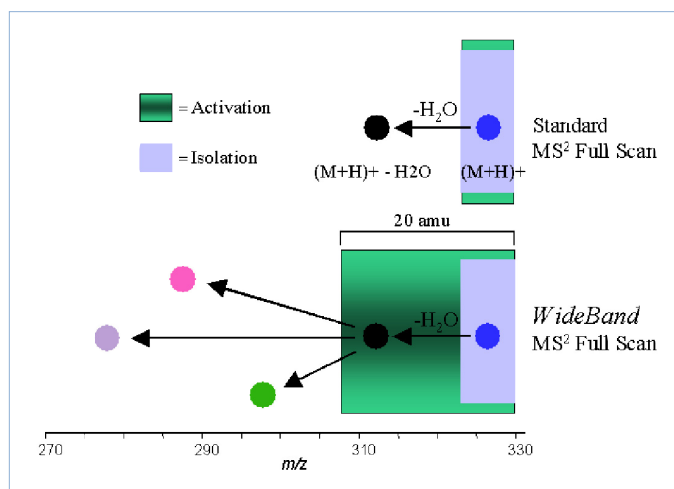 = Activation
= Isolation
-H₂O
(M+H)+ - H2O
(M+H)+
Standard
MS² Full Scan
20 amu
-H₂O
WideBand
MS² Full Scan
270
290
310
330
m/z